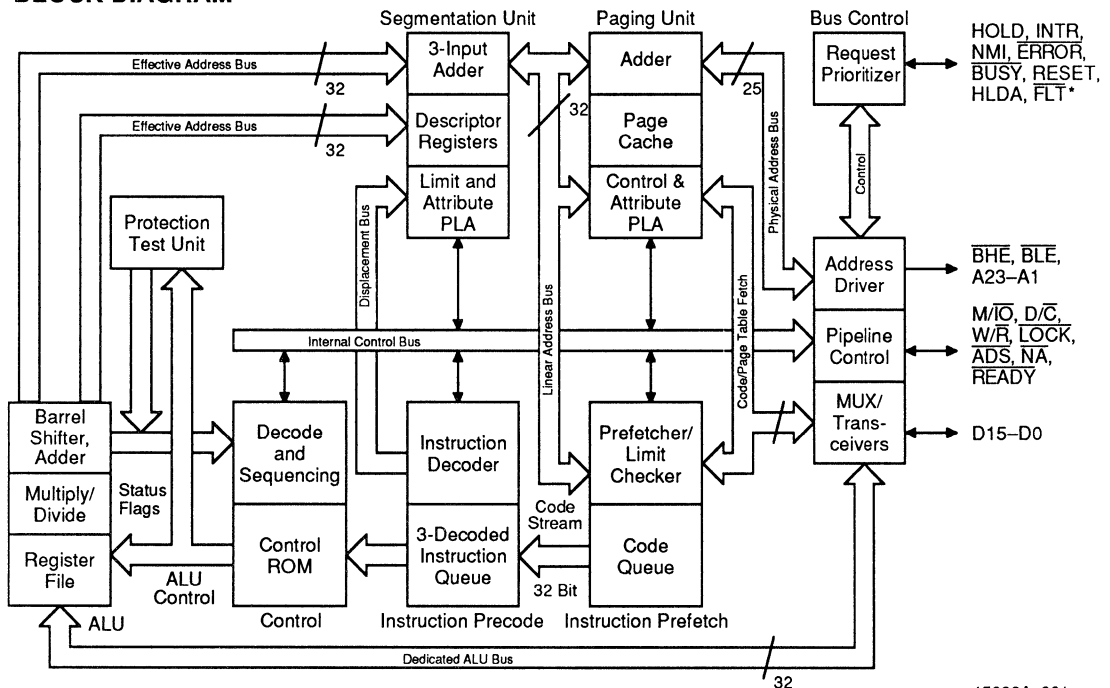 BLOCK DIAGRAM
Segmentation Unit
Paging Unit
Bus Control
3-Input
Adder
Descriptor
Registers
Limit and
Attribute
PLA
Adder
Page
Cache
Control &
Attribute
PLA
Request
Prioritizer
HOLD, INTR,
NMI, ERROR,
BUSY, RESET,
HLDA, FLT*
Effective Address Bus
32
Effective Address Bus
32
32
25
Physical Address Bus
Control
Protection
Test Unit
Displacement Bus
Linear Address Bus
Code/Page Table Fetch
Internal Control Bus
Address
Driver
BHE, BLE,
A23–A1
Pipeline
Control
M/IO, D/C,
W/R, LOCK,
ADS, NA,
READY
MUX/
Trans-
ceivers
D15–D0
Barrel
Shifter,
Adder
Multiply/
Divide
Register
File
Status
Flags
ALU
Control
ALU
Decode
and
Sequencing
Control
ROM
Control
Instruction
Decoder
3-Decoded
Instruction
Queue
Instruction Precode
Code
Stream
32 Bit
Prefetcher/
Limit
Checker
Code
Queue
Instruction Prefetch
Dedicated ALU Bus
32